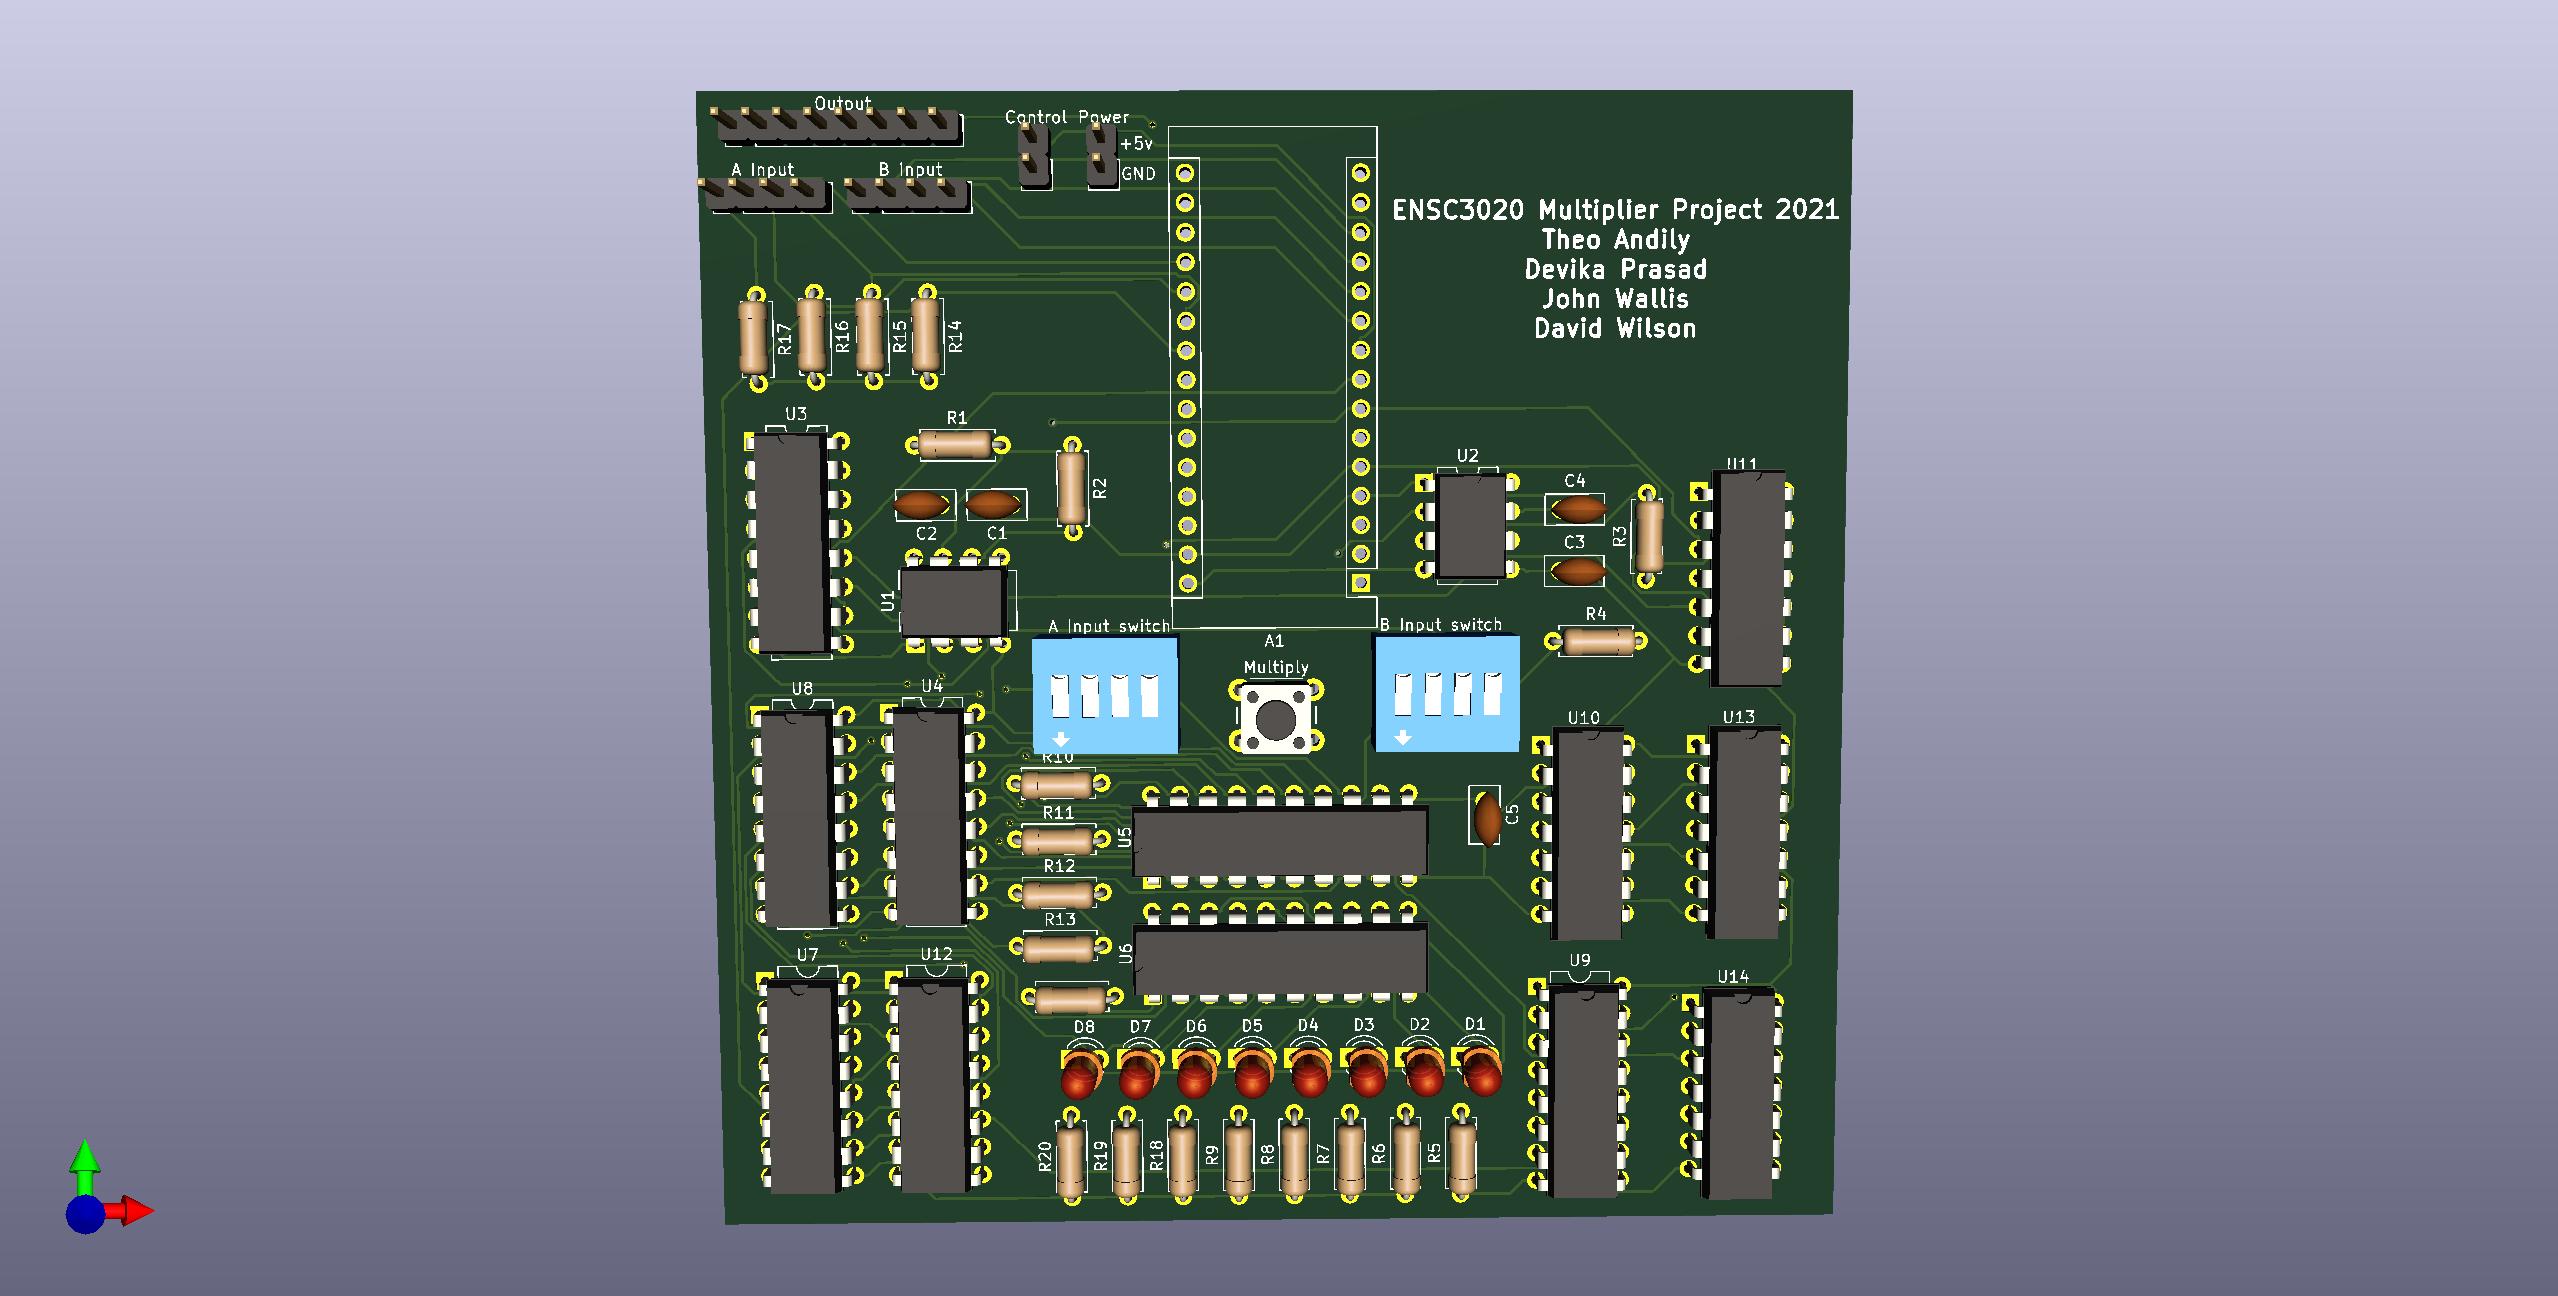 Output
Control Power
+5v
GND
A Input
B Input
ENSC3020 Multiplier Project 2021
Theo Andily
Devika Prasad
John Wallis
David Wilson
R17
R16
R15
R14
U3
R1
R2
C2
C1
U1
U2
C4
C3
R3
U11
R4
A Input switch
B Input switch
A1
Multiply
U8
U4
U10
U13
R10
R11
R12
R13
U5
C5
U6
U7
U12
U9
U14
D8
D7
D6
D5
D4
D3
D2
D1
R20
R19
R18
R9
R8
R7
R6
R5